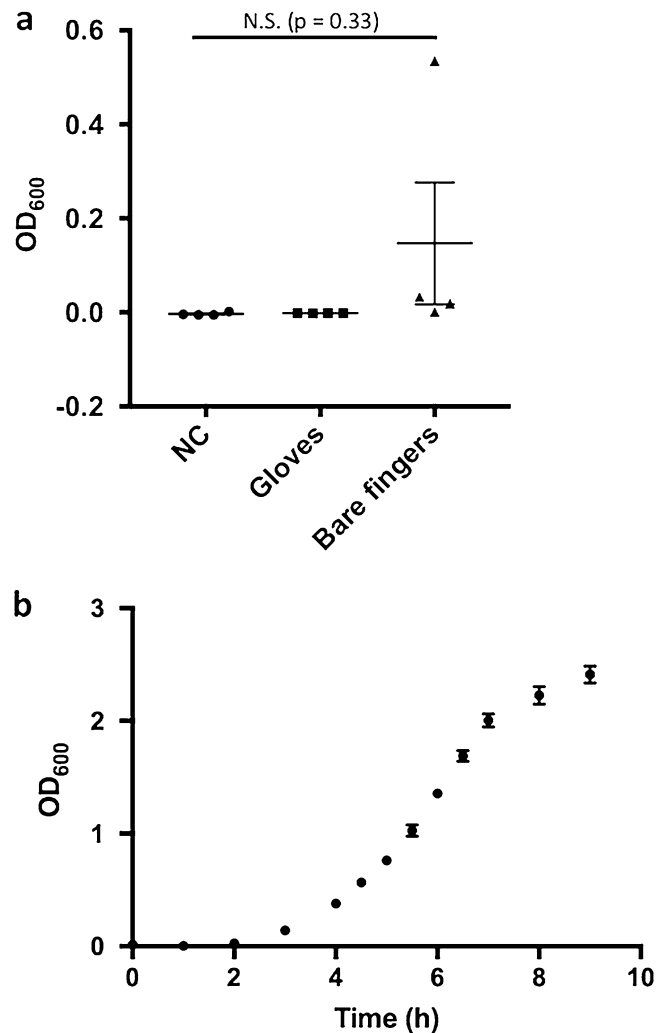 a
N.S. (p = 0.33)
OD600
0.6
0.4
0.2
0.0
-0.2
NC
Gloves
Bare fingers
b
OD600
3
2
1
0
0 2 4 6 8 10
Time (h)